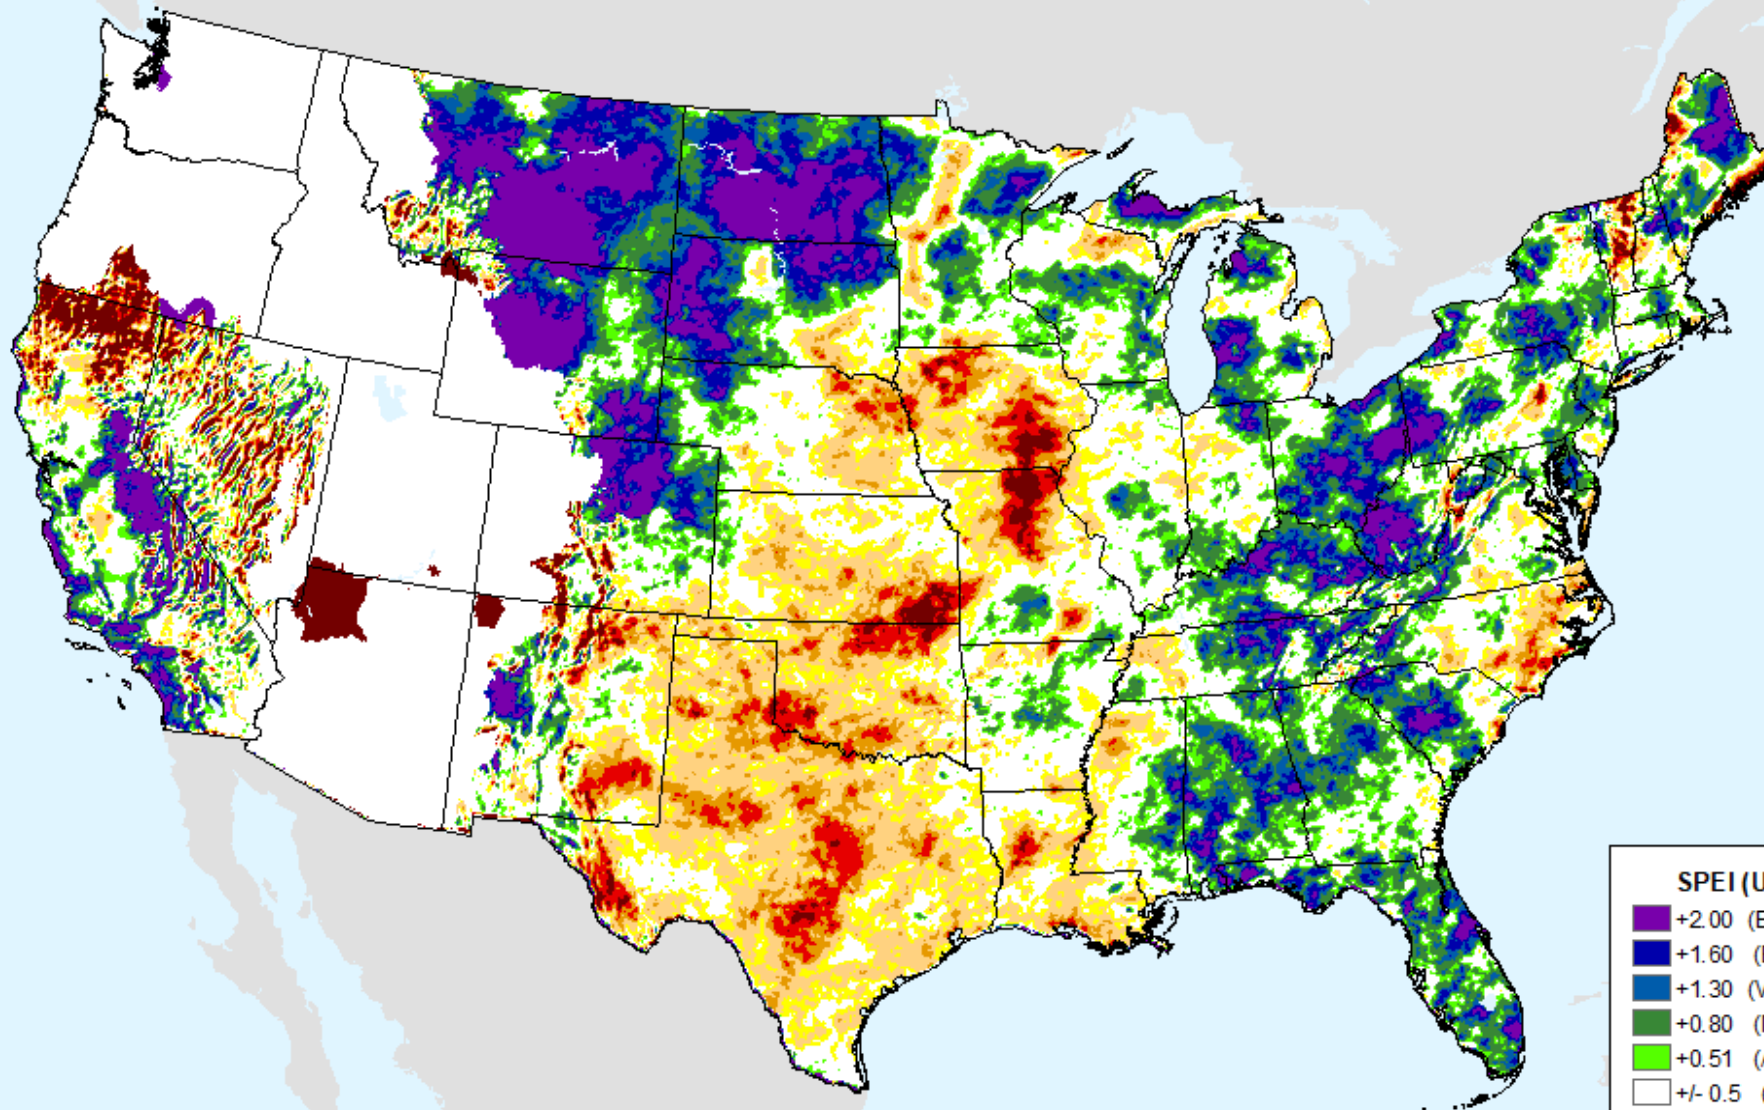 SPEI (U
+2.00 (E
+1.60 (
+1.30 (V
+0.80 (
+0.51 (
+/- 0.5 (